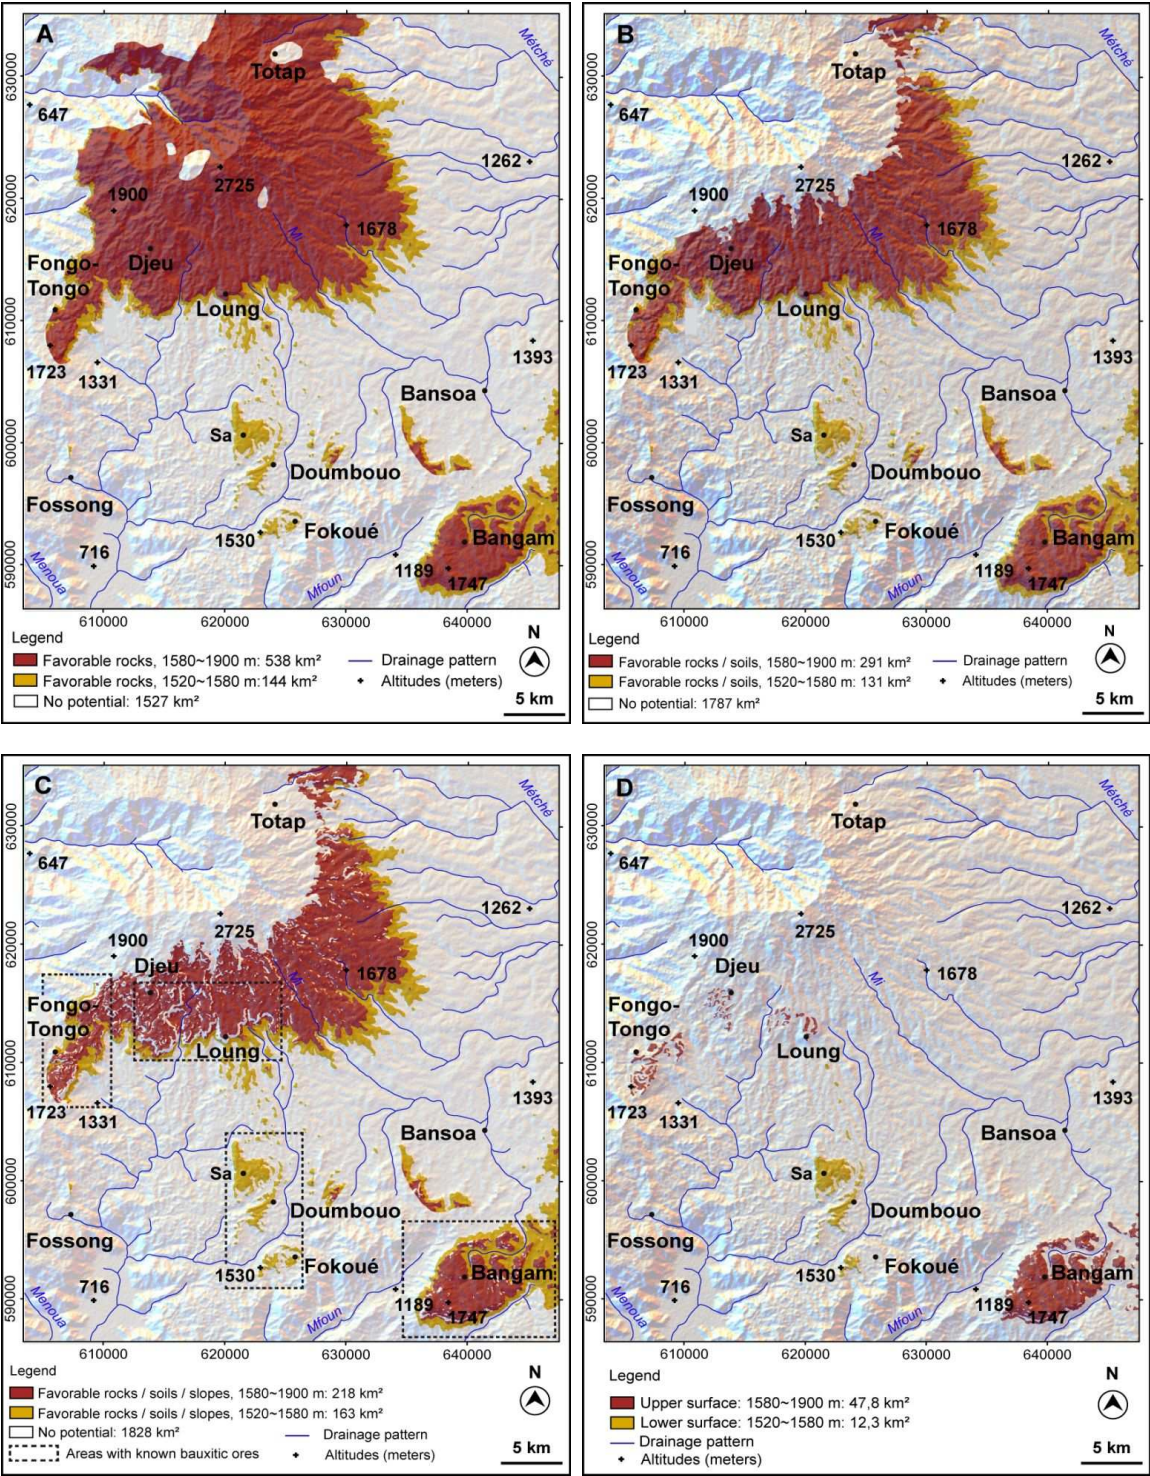 A
Métché
630000
Totap
647
1262
2725
620000
1900
1678
Mi
Fongo-
Tongo
Djeu
Loung
610000
1723
1331
1393
Bansoa
600000
Sa
Doumbouo
Fossong
Fokoué
1530
Bangam
716
1189
590000
1747
Menoua
Mfoun
610000 620000 630000 640000
Legend
Favorable rocks, 1580~1900 m: 538 km²
Favorable rocks, 1520~1580 m:144 km²
No potential: 1527 km²
Drainage pattern
Altitudes (meters)
N
5 km
B
Métché
630000
Totap
647
1262
2725
620000
1900
1678
Mi
Fongo-
Tongo
Djeu
Loung
610000
1723
1331
1393
Bansoa
600000
Sa
Doumbouo
Fossong
Fokoué
1530
Bangam
716
1189
590000
1747
Menoua
Mfoun
610000 620000 630000 640000
Legend
Favorable rocks / soils, 1580~1900 m: 291 km²
Favorable rocks / soils, 1520~1580 m: 131 km²
No potential: 1787 km²
Drainage pattern
Altitudes (meters)
N
5 km
C
Métché
630000
Totap
647
1262
2725
620000
1900
Djeu
1678
Mi
Fongo-
Tongo
Loung
610000
1723
1331
1393
Bansoa
600000
Sa
Doumbouo
Fossong
Fokoué
1530
Bangam
716
1189
590000
1747
Menoua
Mfoun
610000 620000 630000 640000
Legend
Favorable rocks / soils / slopes, 1580~1900 m: 218 km²
Favorable rocks / soils / slopes, 1520~1580 m: 163 km²
No potential: 1828 km²
Drainage pattern
Areas with known bauxitic ores
Altitudes (meters)
N
5 km
D
Métché
630000
Totap
647
1262
2725
620000
1900
Djeu
1678
Mi
Fongo-
Tongo
Loung
610000
1723
1331
1393
Bansoa
600000
Sa
Doumbouo
Fossong
Fokoué
1530
Bangam
716
1189
590000
1747
Menoua
Mfoun
610000 620000 630000 640000
Legend
Upper surface: 1580~1900 m: 47,8 km²
Lower surface: 1520~1580 m: 12,3 km²
Drainage pattern
Altitudes (meters)
N
5 km